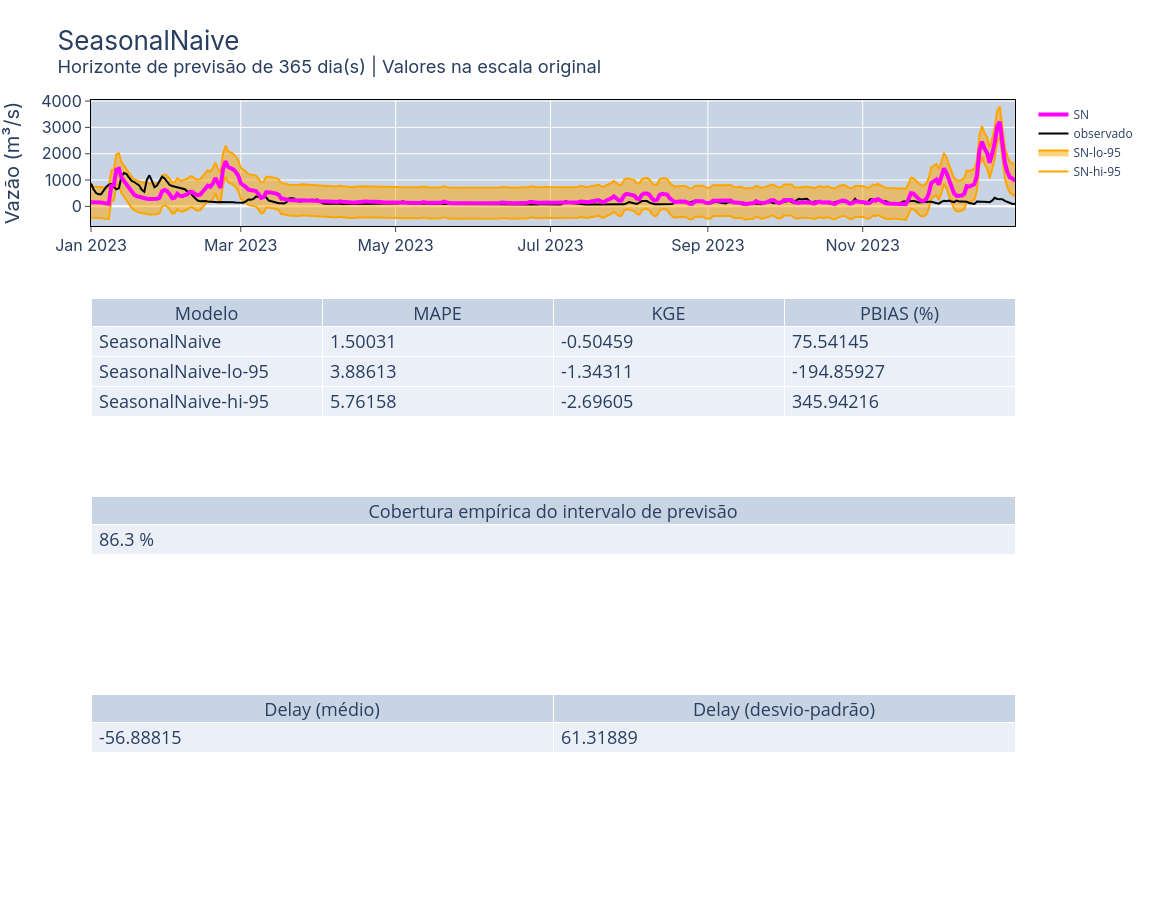 SeasonalNaive
Horizonte de previsão de 365 dia(s) | Valores na escala original
Vazão (m³/s)
4000
3000
2000
1000
0
Jan 2023 Mar 2023 May 2023 Jul 2023 Sep 2023 Nov 2023
SN
observado
SN-lo-95
SN-hi-95
Modelo MAPE KGE PBIAS (%)
SeasonalNaive 1.50031 -0.50459 75.54145
SeasonalNaive-lo-95 3.88613 -1.34311 -194.85927
SeasonalNaive-hi-95 5.76158 -2.69605 345.94216
Cobertura empírica do intervalo de previsão
86.3 %
Delay (médio) Delay (desvio-padrão)
-56.88815 61.31889